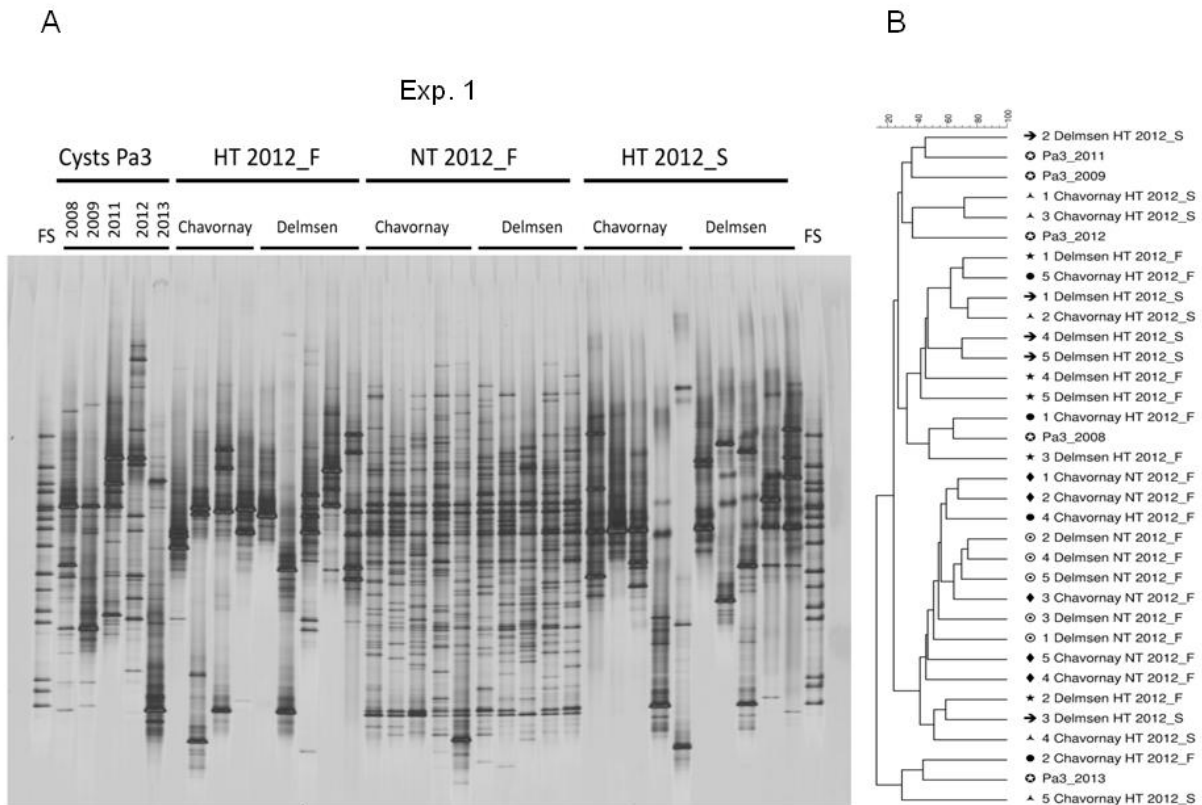 A
Exp. 1
Cysts Pa3 HT 2012_F NT 2012_F HT 2012_S
FS 2008 2009 2011 2012 2013 Chavornay Delmsen Chavornay Delmsen Chavornay Delmsen FS
B
20 40 60 80 100
2 Delmsen HT 2012_S
Pa3_2011
Pa3_2009
1 Chavornay HT 2012_S
3 Chavornay HT 2012_S
Pa3_2012
1 Delmsen HT 2012_F
5 Chavornay HT 2012_F
1 Delmsen HT 2012_S
2 Chavornay HT 2012_S
4 Delmsen HT 2012_S
5 Delmsen HT 2012_S
4 Delmsen HT 2012_F
5 Delmsen HT 2012_F
1 Chavornay HT 2012_F
Pa3_2008
3 Delmsen HT 2012_F
1 Chavornay NT 2012_F
2 Chavornay NT 2012_F
4 Chavornay HT 2012_F
2 Delmsen NT 2012_F
4 Delmsen NT 2012_F
5 Delmsen NT 2012_F
3 Chavornay NT 2012_F
3 Delmsen NT 2012_F
1 Delmsen NT 2012_F
5 Chavornay NT 2012_F
4 Chavornay NT 2012_F
2 Delmsen HT 2012_F
3 Delmsen HT 2012_S
4 Chavornay HT 2012_S
2 Chavornay HT 2012_F
Pa3_2013
5 Chavornay HT 2012_S